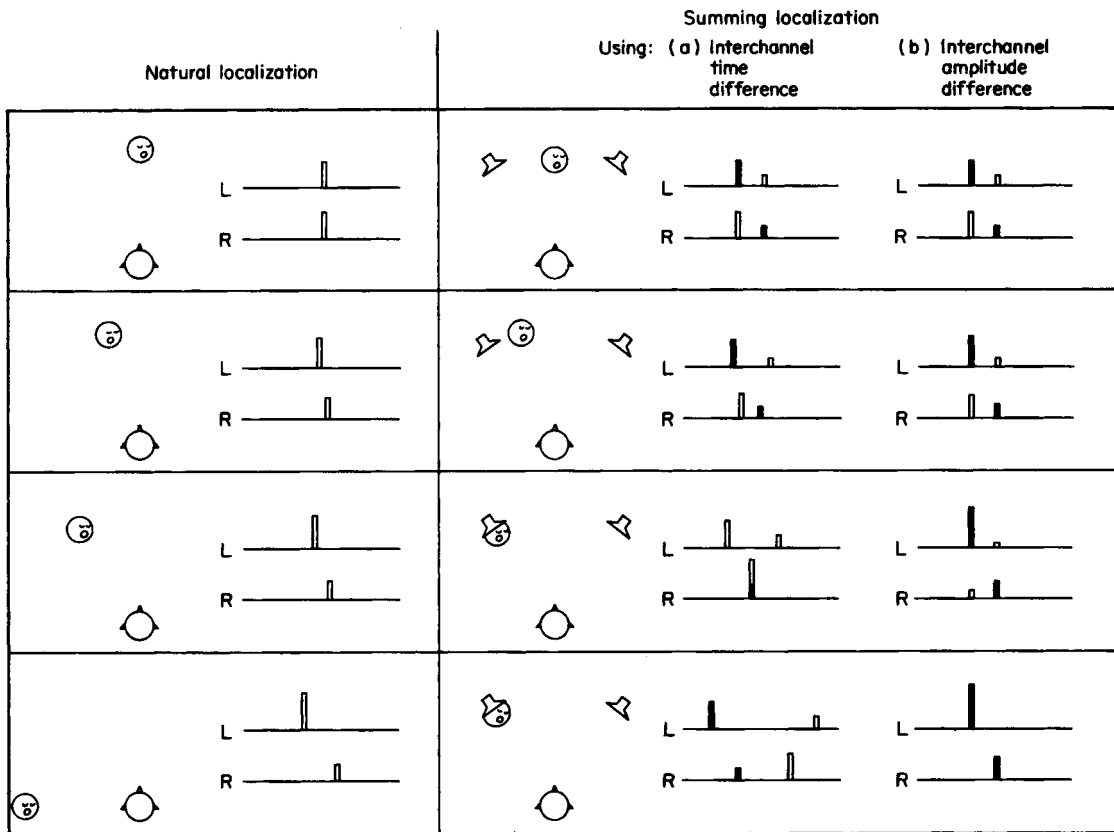 Summing localization
Natural localization
Using: (a) Interchannel time difference
(b) Interchannel amplitude difference
L
R
L
R
L
R
L
R
L
R
L
R
L
R
L
R
L
R
L
R
L
R
L
R